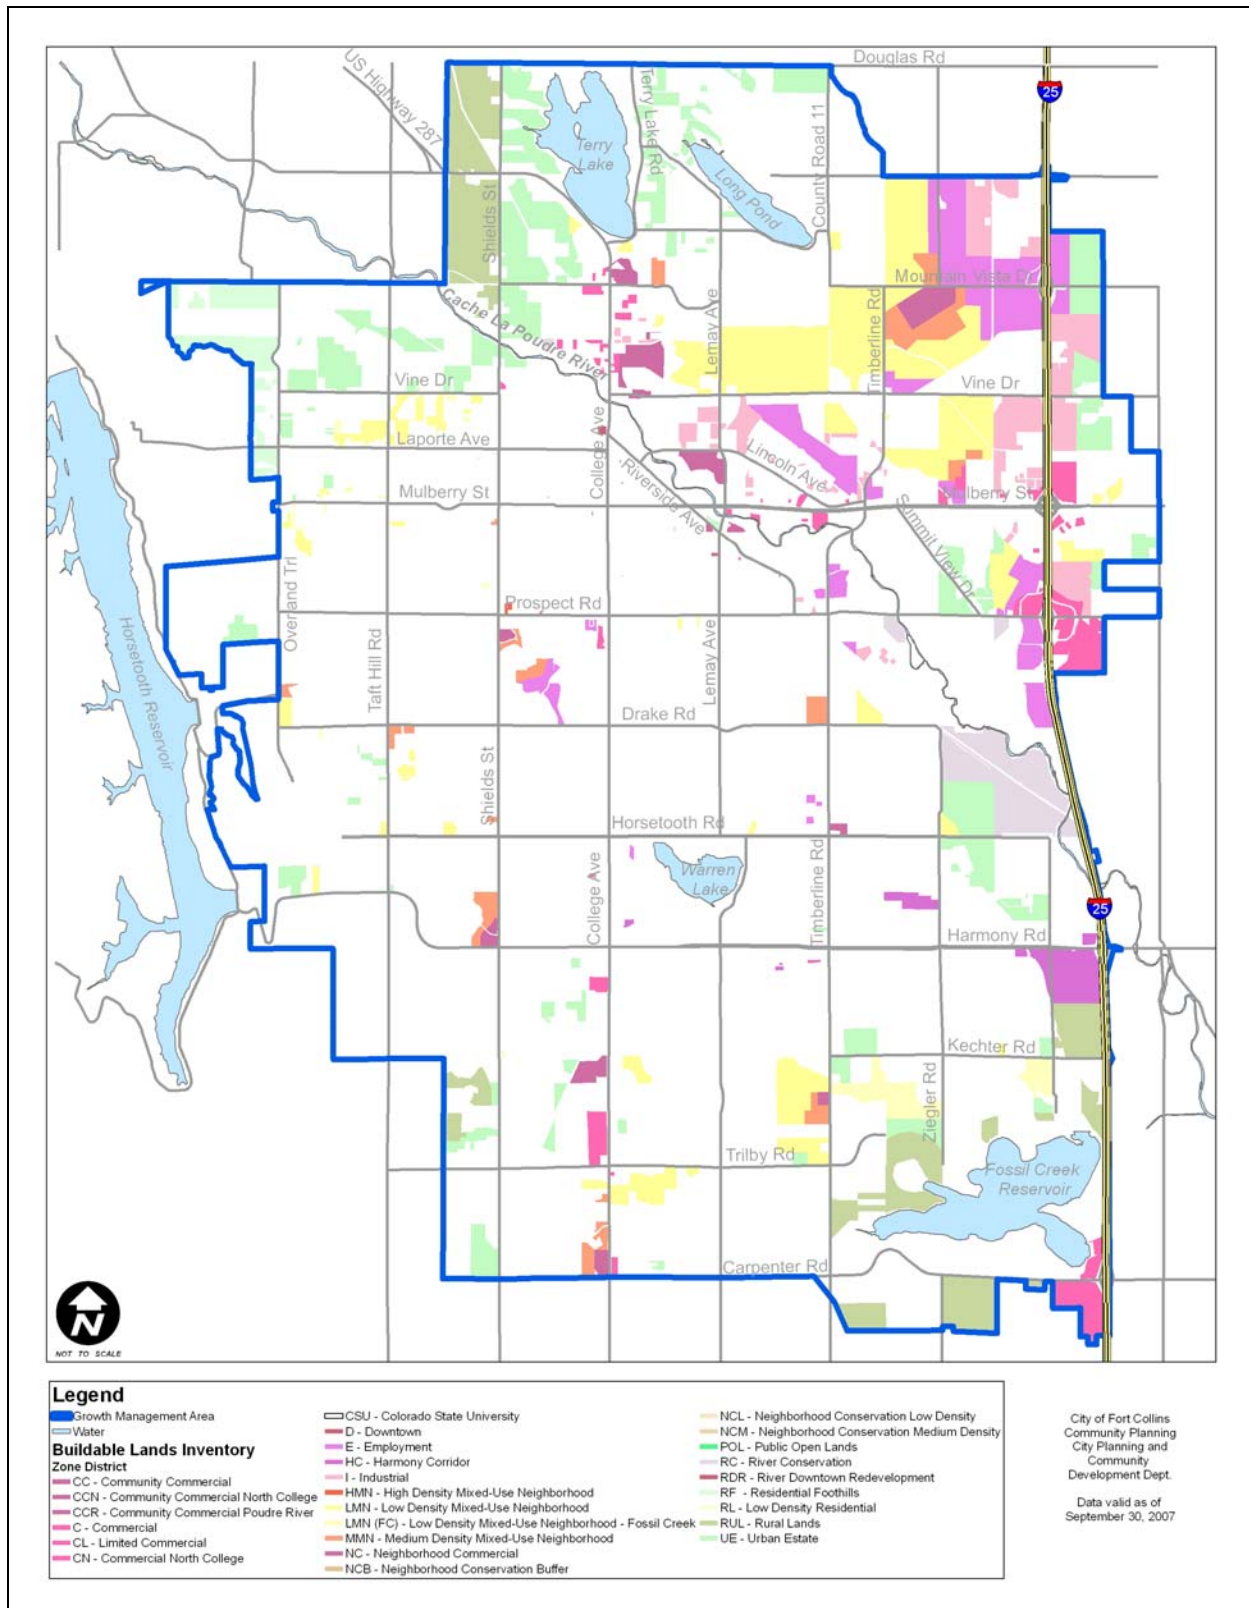 Douglas Rd
25
US Highway 287
Terry Lake Rd
Terry
Lake
County Road 11
Long Pond
Shields St
Mountain Vista Dr
Cache La Poudre River
Lemay Ave
Timberline Rd
Vine Dr
Vine Dr
Laporte Ave
College Ave
Lincoln Ave
Riverside Ave
Mulberry St
Mulberry St
Summit View Dr
Overland Trl
Prospect Rd
Horsetooth Reservoir
Taft Hill Rd
Lemay Ave
Drake Rd
Shields St
Horsetooth Rd
Warren
Lake
College Ave
Timberline Rd
25
Harmony Rd
Kechter Rd
Ziegler Rd
Trilby Rd
Fossil Creek
Reservoir
Carpenter Rd
N
NOT TO SCALE
Legend
Growth Management Area
Water
Buildable Lands Inventory
Zone District
CC - Community Commercial
CCN - Community Commercial North College
CCR - Community Commercial Poudre River
C - Commercial
CL - Limited Commercial
CN - Commercial North College
CSU - Colorado State University
D - Downtown
E - Employment
HC - Harmony Corridor
I - Industrial
HMN - High Density Mixed-Use Neighborhood
LMN - Low Density Mixed-Use Neighborhood
LMN (FC) - Low Density Mixed-Use Neighborhood - Fossil Creek
MMN - Medium Density Mixed-Use Neighborhood
NC - Neighborhood Commercial
NCB - Neighborhood Conservation Buffer
NCL - Neighborhood Conservation Low Density
NCM - Neighborhood Conservation Medium Density
POL - Public Open Lands
RC - River Conservation
RDR - River Downtown Redevelopment
RF - Residential Foothills
RL - Low Density Residential
RUL - Rural Lands
UE - Urban Estate
City of Fort Collins
Community Planning
City Planning and
Community
Development Dept.
Data valid as of
September 30, 2007